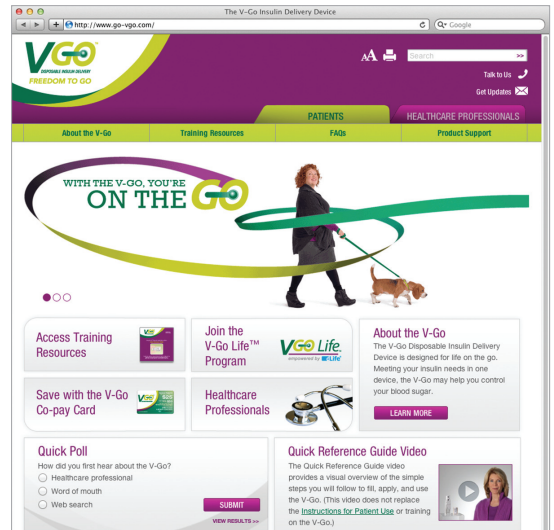 The V-Go Insulin Delivery Device
http://www.go-vgo.com/
Google
VGO™
DISPOSABLE INSULIN DELIVERY
FREEDOM TO GO
AA
Search >>
Talk to Us
Get Updates
PATIENTS
HEALTHCARE PROFESSIONALS
About the V-Go
Training Resources
FAQs
Product Support
WITH THE V-GO, YOU'RE
ON THE GO
Access Training
Resources
Join the
V-Go Life™
Program
VGO Life.
empowered by Life
Save with the V-Go
Co-pay Card
Healthcare
Professionals
About the V-Go
The V-Go Disposable Insulin Delivery
Device is designed for life on the go.
Meeting your insulin needs in one
device, the V-Go may help you control
your blood sugar.
LEARN MORE
Quick Poll
How did you first hear about the V-Go?
Healthcare professional
Word of mouth
Web search
SUBMIT
VIEW RESULTS >>
Quick Reference Guide Video
The Quick Reference Guide video
provides a visual overview of the simple
steps you will follow to fill, apply, and use
the V-Go. (This video does not replace
the Instructions for Patient Use or training
on the V-Go.)